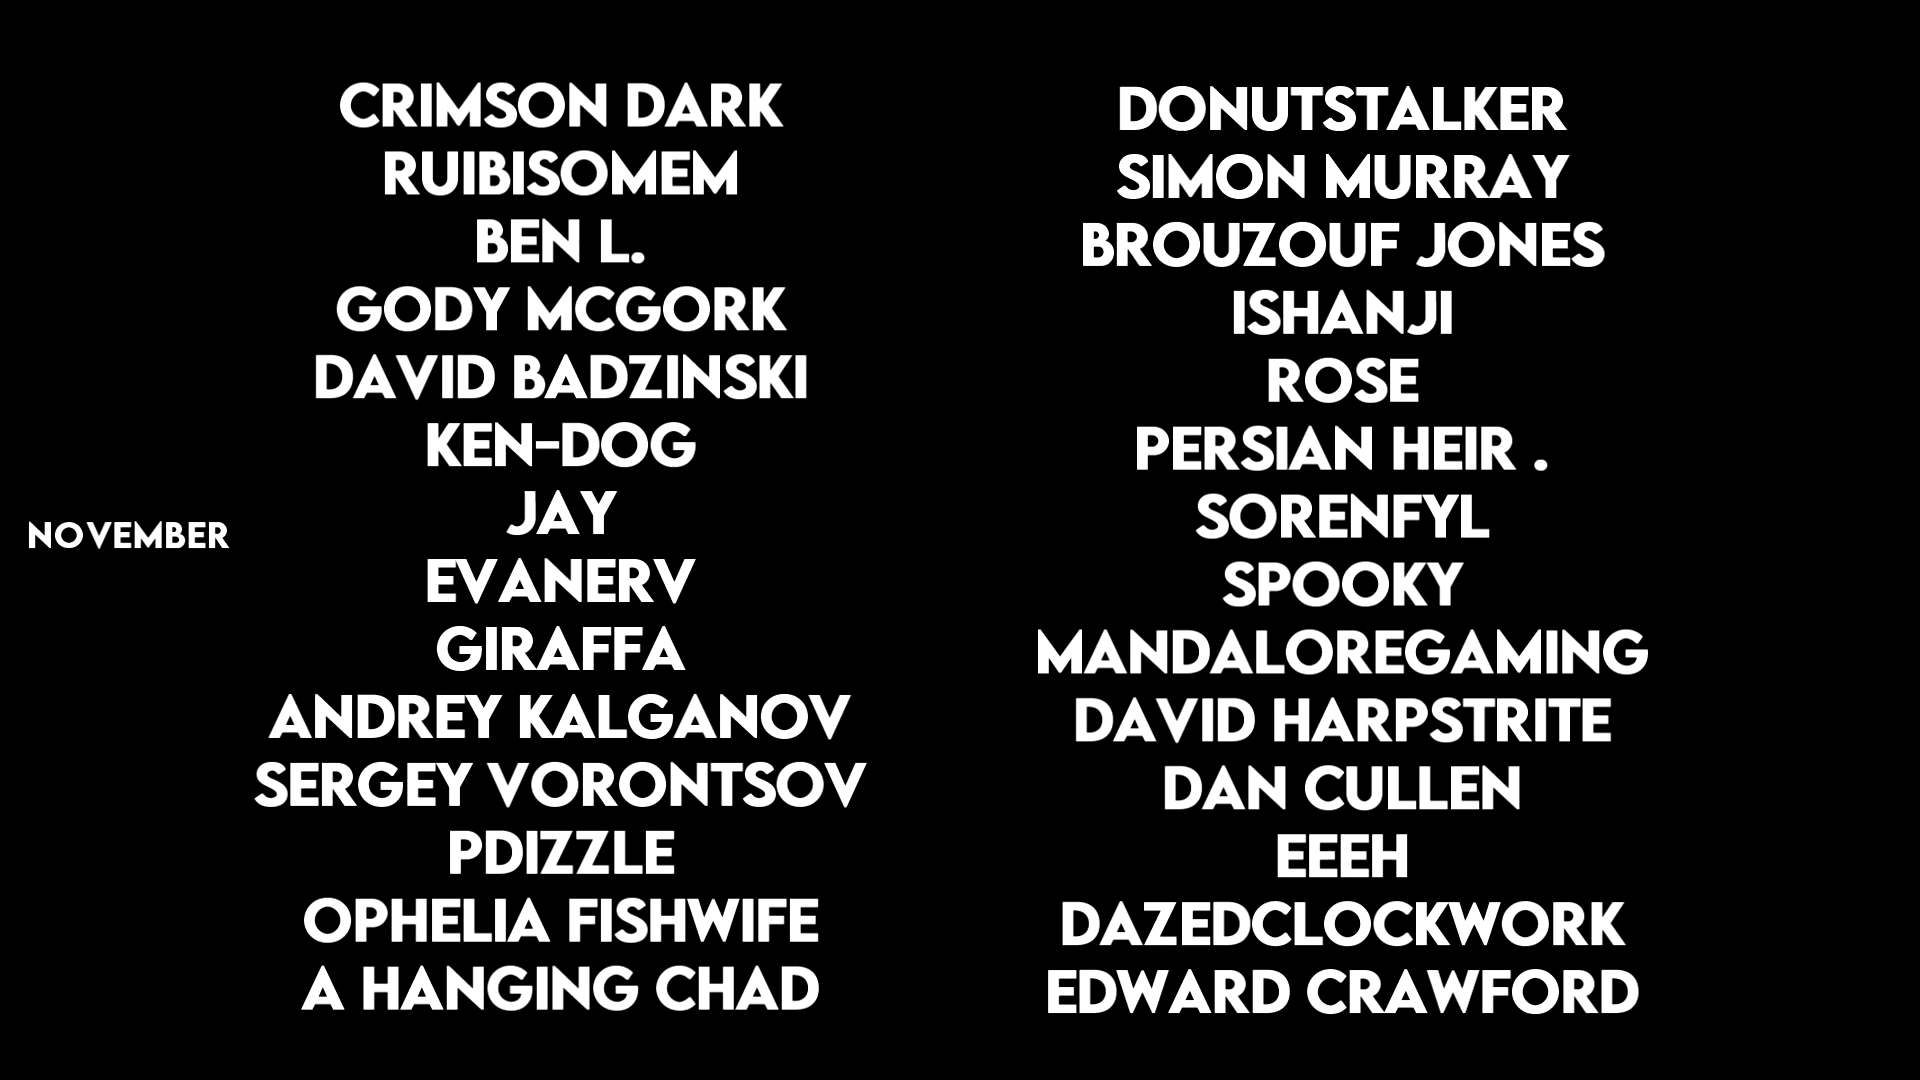 NOVEMBER
CRIMSON DARK
RUIBISOMEM
BEN L.
GODY MCGORK
DAVID BADZINSKI
KEN-DOG
JAY
EVANERV
GIRAFFA
ANDREY KALGANOV
SERGEY VORONTSOV
PDIZZLE
OPHELIA FISHWIFE
A HANGING CHAD
DONUTSTALKER
SIMON MURRAY
BROUZOUF JONES
ISHANJI
ROSE
PERSIAN HEIR .
SORENFYL
SPOOKY
MANDALOREGAMING
DAVID HARPSTRITE
DAN CULLEN
EEEH
DAZEDCLOCKWORK
EDWARD CRAWFORD